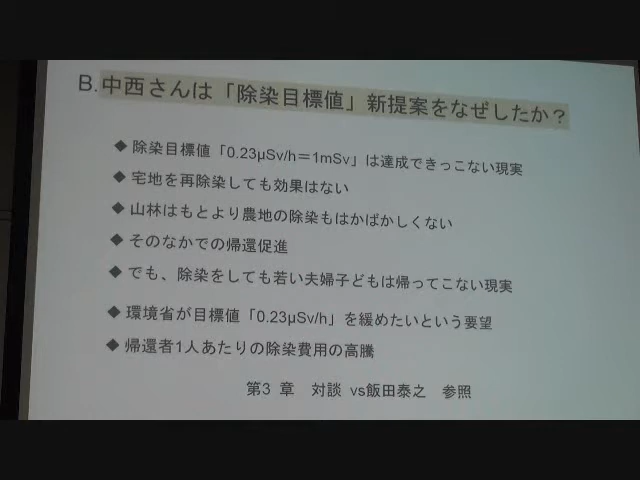 B.中西さんは「除染目標値」新提案をなぜしたか？
◆ 除染目標値「0.23μSv/h＝1mSv」は達成できっこない現実
◆ 宅地を再除染しても効果はない
◆ 山林はもとより農地の除染もはかばかしくない
◆ そのなかでの帰還促進
◆ でも、除染をしても若い夫婦子どもは帰ってこない現実
◆ 環境省が目標値「0.23μSv/h」を緩めたいという要望
◆ 帰還者1人あたりの除染費用の高騰
第3 章　対談 vs飯田泰之　参照